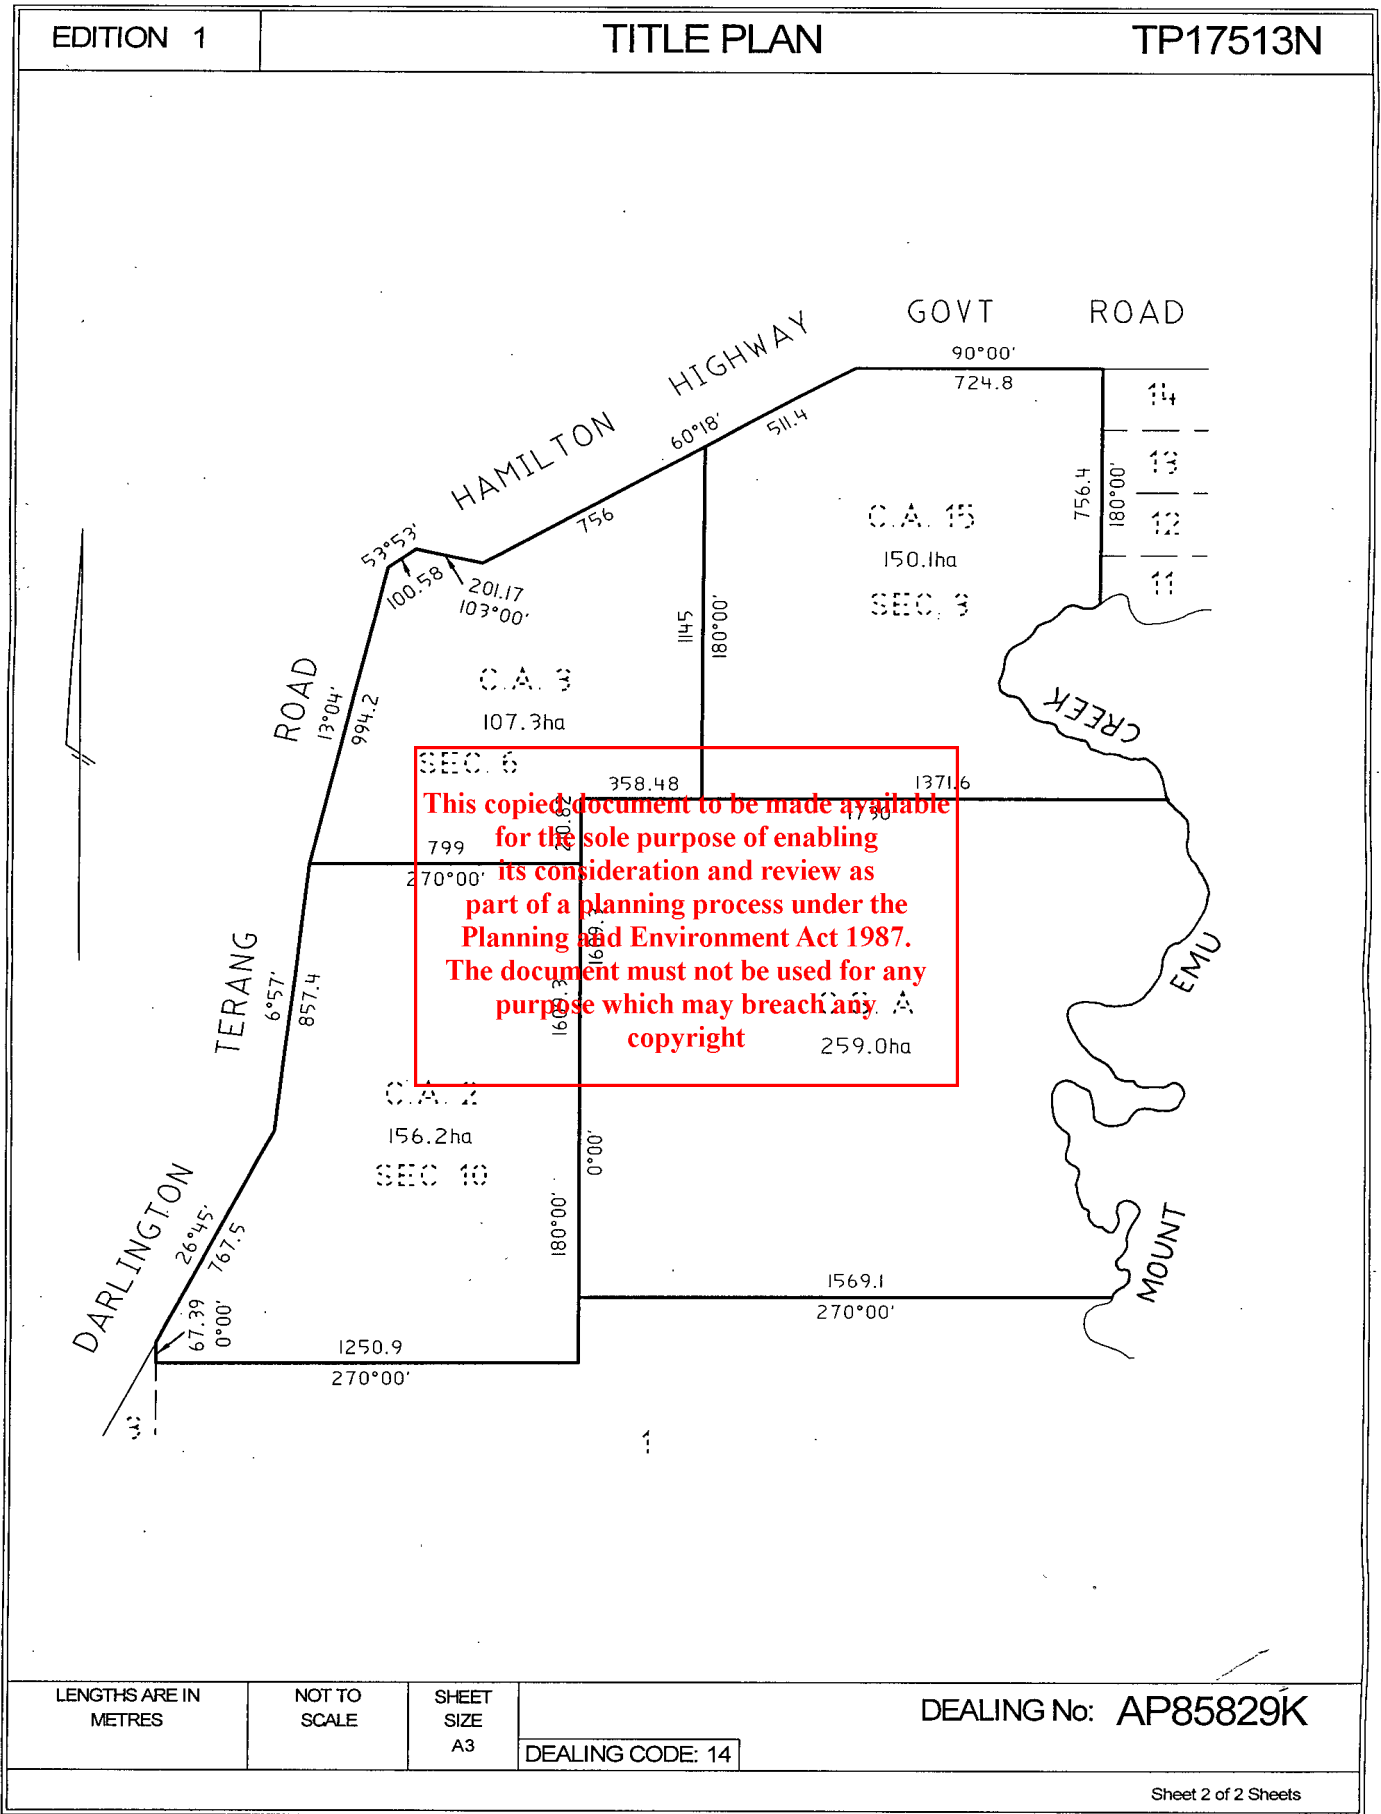 EDITION 1
TITLE PLAN
TP17513N
GOVT ROAD
90°00'
724.8
HAMILTON HIGHWAY
60°18'
511.4
756
14
13
12
11
756.4
180°00'
C.A. 15
150.1ha
SEC. 3
53°53'
100.58
201.17
103°00'
1145
180°00'
CREEK
C.A. 3
107.3ha
SEC. 6
ROAD
13°04'
994.2
358.48
1371.6
1730
799
270°00'
This copied document to be made available
for the sole purpose of enabling
its consideration and review as
part of a planning process under the
Planning and Environment Act 1987.
The document must not be used for any
purpose which may breach any
copyright
1609.3
1609.3
259.0ha
EMU
TERANG
6°57'
857.4
C.A. 2
156.2ha
SEC 10
0°00'
180°00'
DARLINGTON
26°45'
767.5
67.39
0°00'
1569.1
270°00'
MOUNT
1250.9
270°00'
3
1
LENGTHS ARE IN
METRES
NOT TO
SCALE
SHEET
SIZE
A3
DEALING CODE: 14
DEALING No: AP85829K
Sheet 2 of 2 Sheets